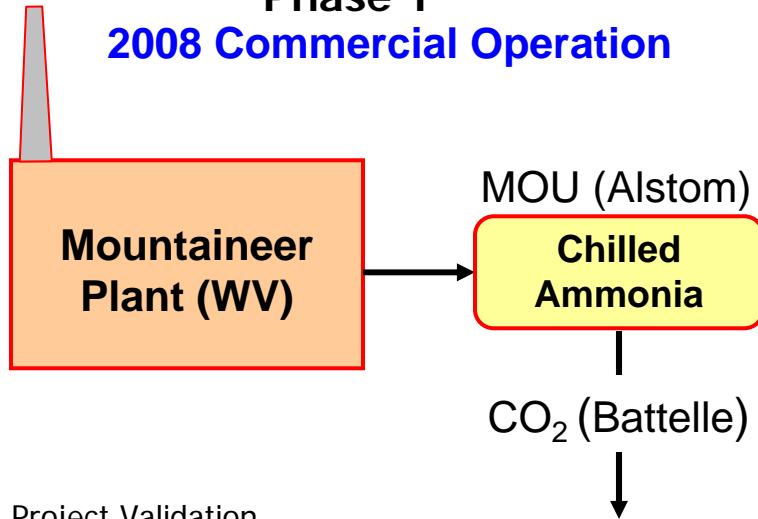 Phase 1
2008 Commercial Operation
MOU (Alstom)
Mountaineer
Plant (WV)
Chilled
Ammonia
CO₂ (Battelle)
Project Validation